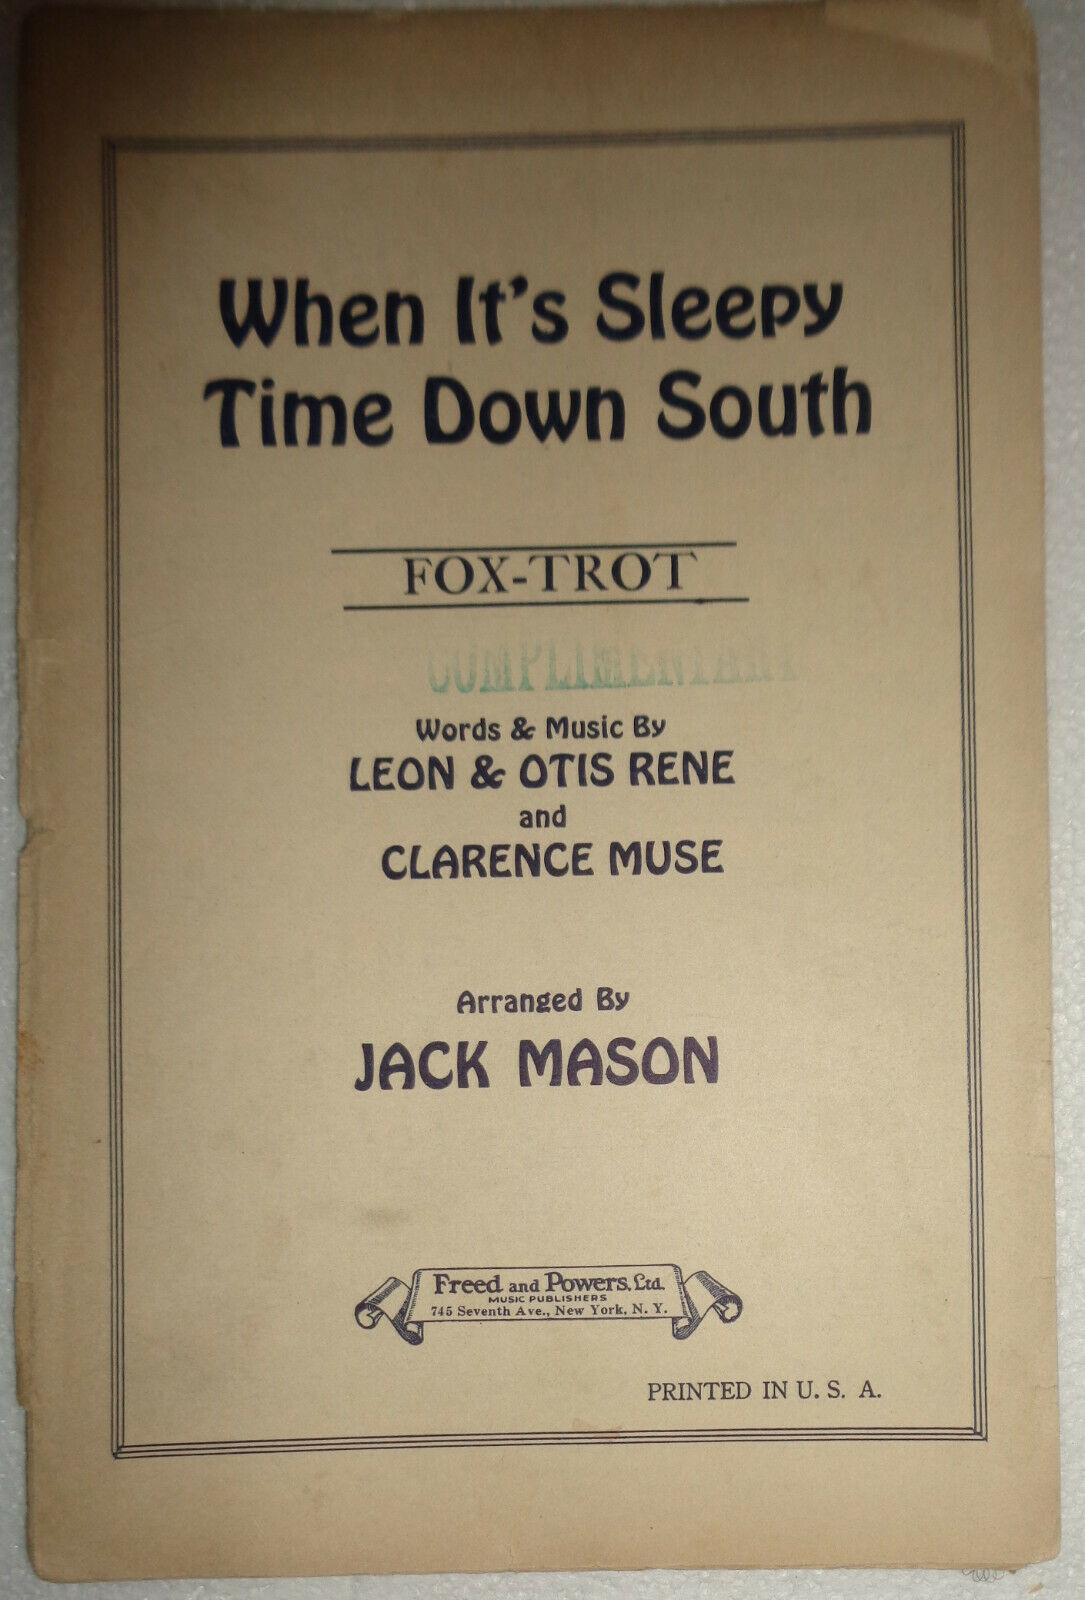 When It's Sleepy
Time Down South
FOX-TROT
COMPLIMENTARY
Words & Music By
LEON & OTIS RENE
and
CLARENCE MUSE
Arranged By
JACK MASON
Freed and Powers, Ltd.
MUSIC PUBLISHERS
745 Seventh Ave., New York, N. Y.
PRINTED IN U. S. A.